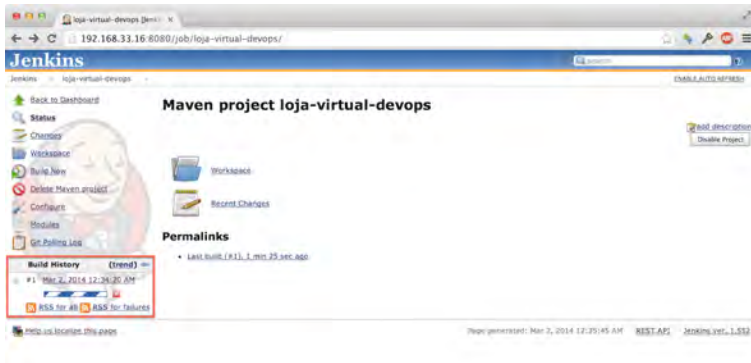 loja-virtual-devops [Jenk
192.168.33.16:8080/job/loja-virtual-devops/
Jenkins
search
Jenkins
loja-virtual-devops
ENABLE AUTO REFRESH
Back to Dashboard
Status
Changes
Workspace
Build Now
Delete Maven project
Configure
Modules
Git Polling Log
Maven project loja-virtual-devops
add description
Disable Project
Workspace
Recent Changes
Permalinks
• Last build (#1), 1 min 25 sec ago
Build History (trend)
#1 Mar 2, 2014 12:34:20 AM
RSS for all RSS for failures
Help us localize this page
Page generated: Mar 2, 2014 12:35:45 AM REST API Jenkins ver. 1.552